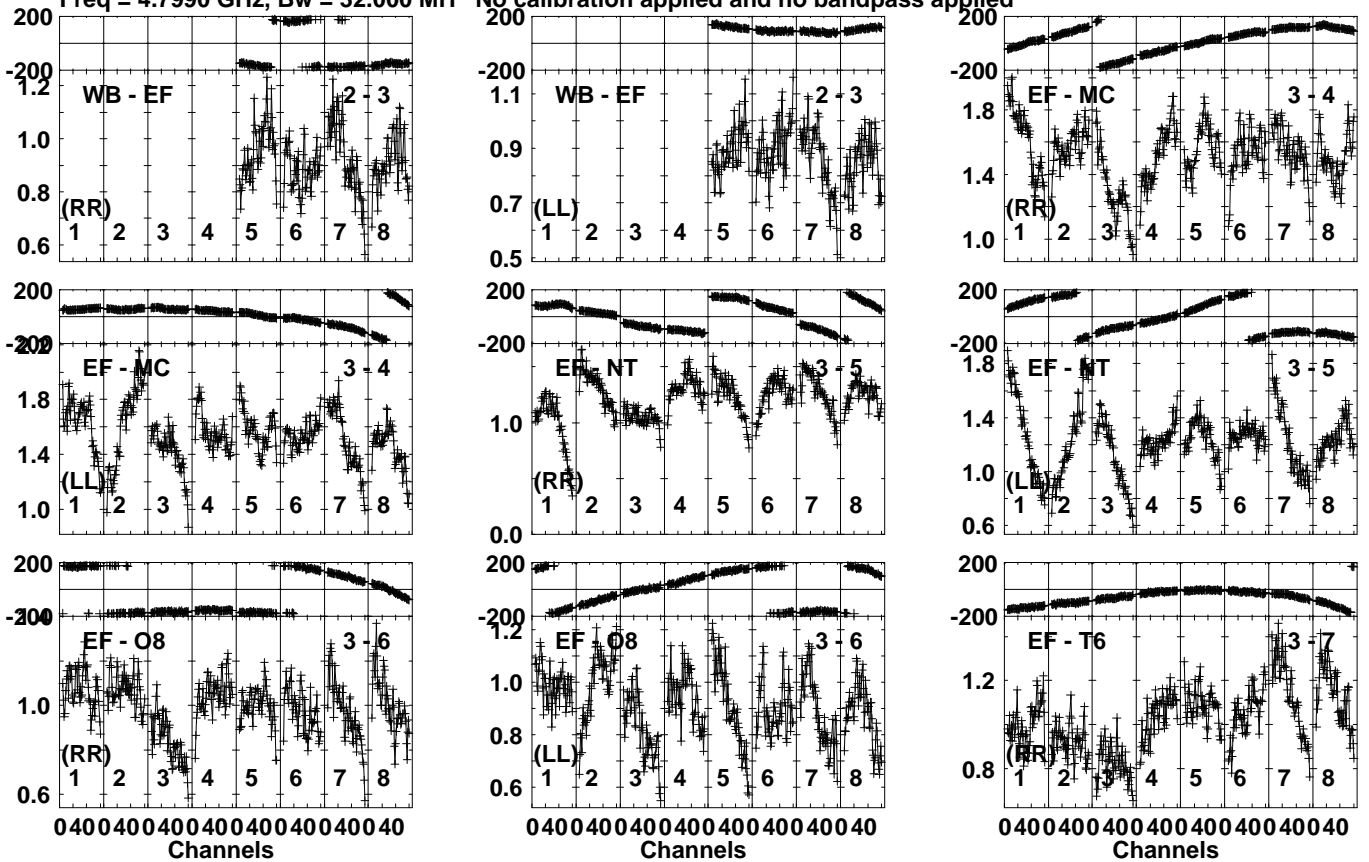 Freq = 4.7990 GHz, Bw = 32.000 MH No calibration applied and no bandpass applied
200 200 200
-200 -200
1.2 WB - EF 2 - 3 1.1 WB - EF 2 - 3 1.8 EF - MC 3 - 4
1.0 0.9
0.8 0.7 1.4
(RR) (LL) (RR)
1 2 3 4 5 6 7 8 1 2 3 4 5 6 7 8 1 2 3 4 5 6 7 8
0.6 0.5 1.0
200 200 200
-200 -200 -200
2.2 EF - MC 3 - 4 EF - NT 3 - 5 1.8 EF - NT 3 - 5
1.8 1.0 1.4
1.4 1.0
(LL) (RR) (LL)
1 2 3 4 5 6 7 8 1 2 3 4 5 6 7 8 1 2 3 4 5 6 7 8
1.0 0.0 0.6
200 200 200
-200 -200 -200
1.4 EF - O8 3 - 6 1.2 EF - O8 3 - 6 EF - T6 3 - 7
1.0 1.0 1.2
0.8
(RR) (LL) (RR)
1 2 3 4 5 6 7 8 1 2 3 4 5 6 7 8 1 2 3 4 5 6 7 8
0.6 0.6 0.8
0 40 0 40 0 40 0 40 0 40 0 40 0 40 0 40 0 40 0 40 0 40 0 40 0 40 0 40 0 40 0 40 0 40 0 40 0 40 0 40 0 40 0 40 0 40 0 40
Channels Channels Channels